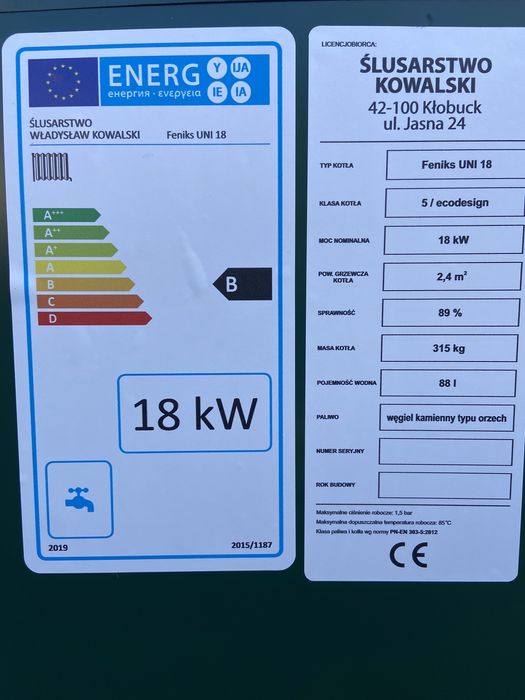 ENERG
енергия · ενεργεια
Y
IJA
IE
IA
ŚLUSARSTWO
WŁADYSŁAW KOWALSKI
Feniks UNI 18
A+++
A++
A+
A
B
C
D
B
18 kW
2019
2015/1187
LICENCJOBIORCA:
ŚLUSARSTWO
KOWALSKI
42-100 Kłobuck
ul. Jasna 24
TYP KOTŁA
Feniks UNI 18
KLASA KOTŁA
5 / ecodesign
MOC NOMINALNA
18 kW
POW. GRZEWCZA
KOTŁA
2,4 m²
SPRAWNOŚĆ
89 %
MASA KOTŁA
315 kg
POJEMNOŚĆ WODNA
88 l
PALIWO
węgiel kamienny typu orzech
NUMER SERYJNY
ROK BUDOWY
Maksymalne ciśnienie robocze: 1,5 bar
Maksymalna dopuszczalna temperatura robocza: 85°C
Klasa paliwa i kotła wg normy PN-EN 303-5:2012
CE